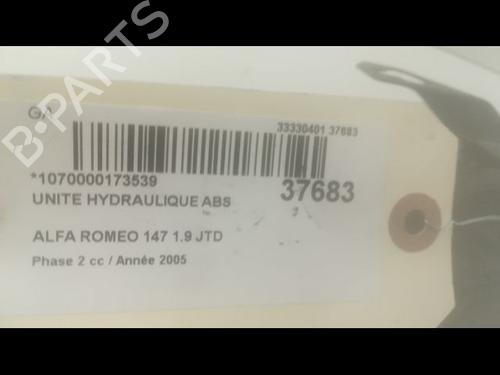 GA
33330401 37683
*1070000173539
37683
UNITE HYDRAULIQUE ABS
ALFA ROMEO 147 1.9 JTD
Phase 2 cc / Année 2005
B-PARTS